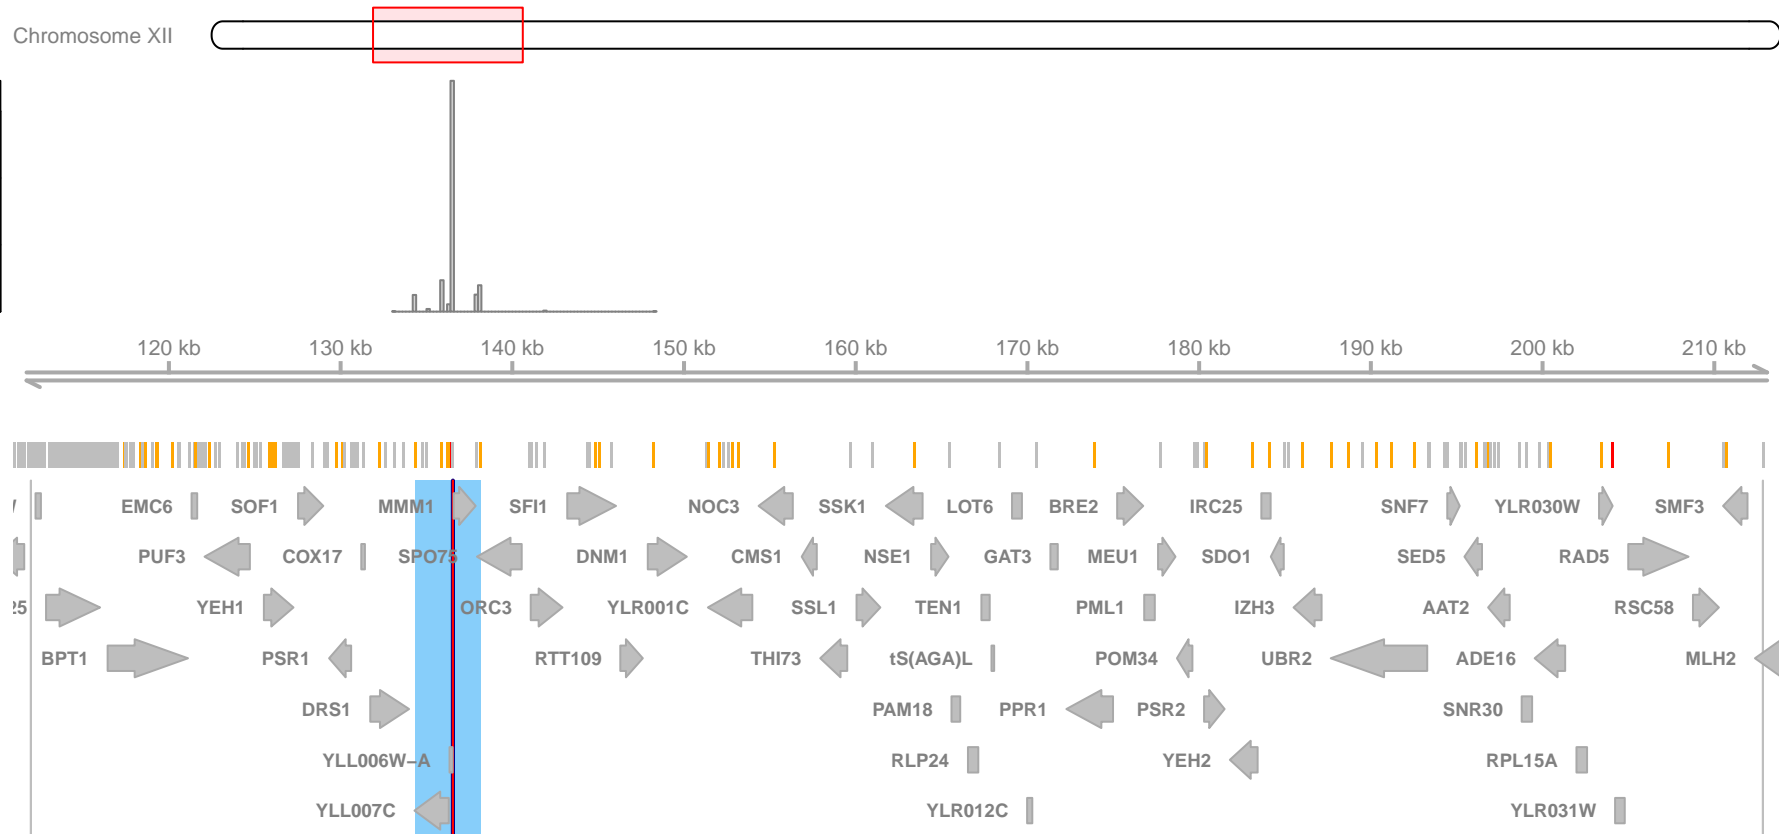 Chromosome XII
120 kb 130 kb 140 kb 150 kb 160 kb 170 kb 180 kb 190 kb 200 kb 210 kb
EMC6 SOF1 MMM1 SFI1 NOC3 SSK1 LOT6 BRE2 IRC25 SNF7 YLR030W SMF3
PUF3 COX17 SPO75 DNM1 CMS1 NSE1 GAT3 MEU1 SDO1 SED5 RAD5
25 YEH1 ORC3 YLR001C SSL1 TEN1 PML1 IZH3 AAT2 RSC58
BPT1 PSR1 RTT109 THI73 tS(AGA)L POM34 UBR2 ADE16 MLH2
DRS1 PAM18 PPR1 PSR2 SNR30
YLL006W−A RLP24 YEH2 RPL15A
YLL007C YLR012C YLR031W